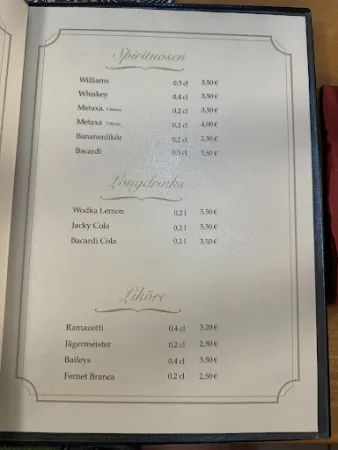 Spirituosen
Williams 0,3 cl 3,50 €
Whiskey 0,4 cl 3,50 €
Metaxa 0,2 cl 3,50 €
Metaxa 0,2 cl 4,00 €
Bananenlikör 0,2 cl 2,50 €
Bacardi 0,3 cl 3,50 €
Longdrinks
Wodka Lemon 0,2 l 3,50 €
Jacky Cola 0,2 l 3,50 €
Bacardi Cola 0,2 l 3,50 €
Liköre
Ramazotti 0,4 cl 3,20 €
Jägermeister 0,2 cl 2,50 €
Baileys 0,4 cl 3,50 €
Fernet Branca 0,2 cl 2,50 €